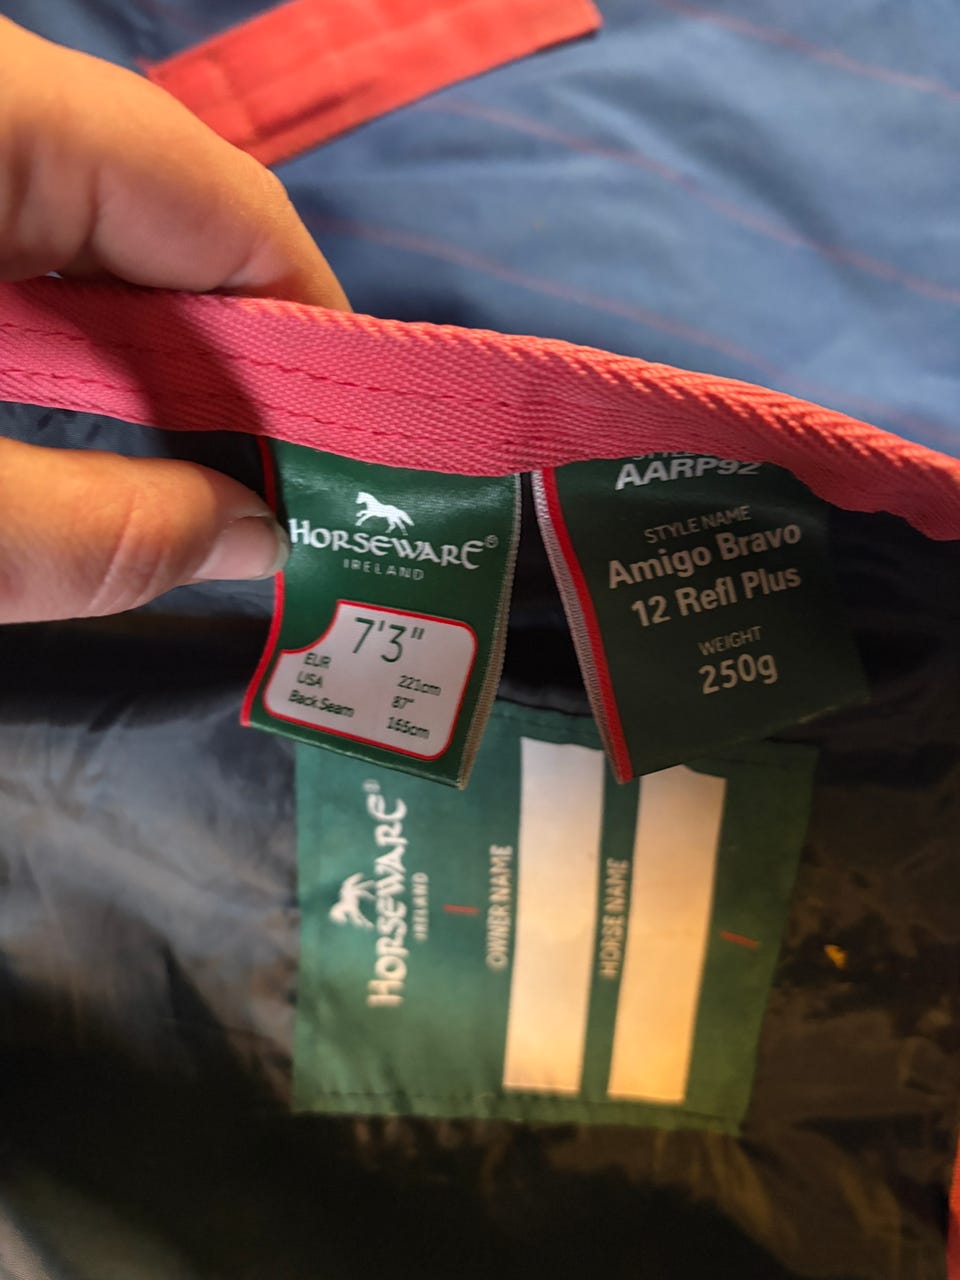 HORSEWARE®
IRELAND
7'3"
EUR 221cm
USA 87"
Back Seam 165cm
AARP92
STYLE NAME
Amigo Bravo
12 Refl Plus
WEIGHT
250g
HORSEWARE®
IRELAND
OWNER NAME
HORSE NAME